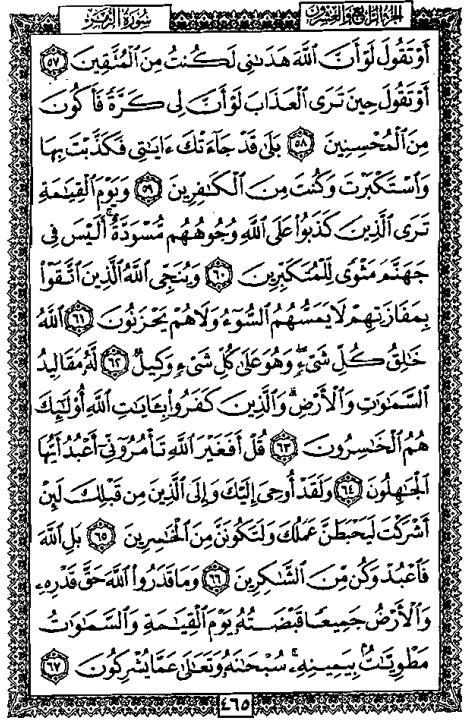 الجزء الرابع والعشرون سورة الزمر
أَوْ تَقُولَ لَوْ أَنَّ ٱللَّهَ هَدَىٰنِى لَكُنتُ مِنَ ٱلْمُتَّقِينَ ٥٧
أَوْ تَقُولَ حِينَ تَرَى ٱلْعَذَابَ لَوْ أَنَّ لِى كَرَّةً فَأَكُونَ
مِنَ ٱلْمُحْسِنِينَ ٥٨ بَلَىٰ قَدْ جَآءَتْكَ ءَايَـٰتِى فَكَذَّبْتَ بِهَا
وَٱسْتَكْبَرْتَ وَكُنتَ مِنَ ٱلْكَـٰفِرِينَ ٥٩ وَيَوْمَ ٱلْقِيَـٰمَةِ
تَرَى ٱلَّذِينَ كَذَبُوا۟ عَلَى ٱللَّهِ وُجُوهُهُم مُّسْوَدَّةٌ ۚ أَلَيْسَ فِى
جَهَنَّمَ مَثْوًى لِّلْمُتَكَبِّرِينَ ٦٠ وَيُنَجِّى ٱللَّهُ ٱلَّذِينَ ٱتَّقَوْا۟
بِمَفَازَتِهِمْ لَا يَمَسُّهُمُ ٱلسُّوٓءُ وَلَا هُمْ يَحْزَنُونَ ٦١ ٱللَّهُ
خَـٰلِقُ كُلِّ شَىْءٍ ۖ وَهُوَ عَلَىٰ كُلِّ شَىْءٍ وَكِيلٌ ٦٢ لَّهُۥ مَقَالِيدُ
ٱلسَّمَـٰوَٰتِ وَٱلْأَرْضِ ۗ وَٱلَّذِينَ كَفَرُوا۟ بِـَٔايَـٰتِ ٱللَّهِ أُو۟لَـٰٓئِكَ
هُمُ ٱلْخَـٰسِرُونَ ٦٣ قُلْ أَفَغَيْرَ ٱللَّهِ تَأْمُرُوٓنِّىٓ أَعْبُدُ أَيُّهَا
ٱلْجَـٰهِلُونَ ٦٤ وَلَقَدْ أُوحِىَ إِلَيْكَ وَإِلَى ٱلَّذِينَ مِن قَبْلِكَ لَئِنْ
أَشْرَكْتَ لَيَحْبَطَنَّ عَمَلُكَ وَلَتَكُونَنَّ مِنَ ٱلْخَـٰسِرِينَ ٦٥ بَلِ ٱللَّهَ
فَٱعْبُدْ وَكُن مِّنَ ٱلشَّـٰكِرِينَ ٦٦ وَمَا قَدَرُوا۟ ٱللَّهَ حَقَّ قَدْرِهِۦ
وَٱلْأَرْضُ جَمِيعًا قَبْضَتُهُۥ يَوْمَ ٱلْقِيَـٰمَةِ وَٱلسَّمَـٰوَٰتُ
مَطْوِيَّـٰتٌۢ بِيَمِينِهِۦ ۚ سُبْحَـٰنَهُۥ وَتَعَـٰلَىٰ عَمَّا يُشْرِكُونَ ٦٧
٤٦٥